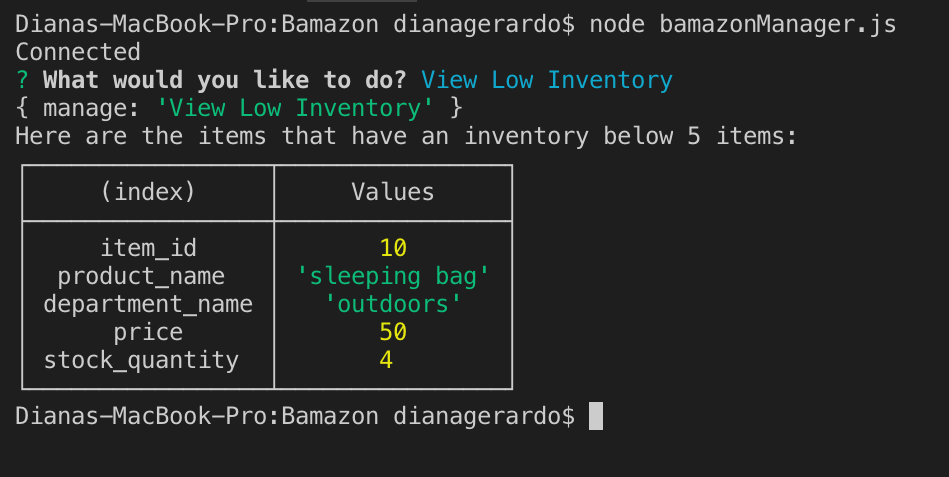 Dianas-MacBook-Pro:Bamazon dianagerardo$ node bamazonManager.js
Connected
? What would you like to do? View Low Inventory
{ manage: 'View Low Inventory' }
Here are the items that have an inventory below 5 items:
(index) Values
item_id 10
product_name 'sleeping bag'
department_name 'outdoors'
price 50
stock_quantity 4
Dianas-MacBook-Pro:Bamazon dianagerardo$